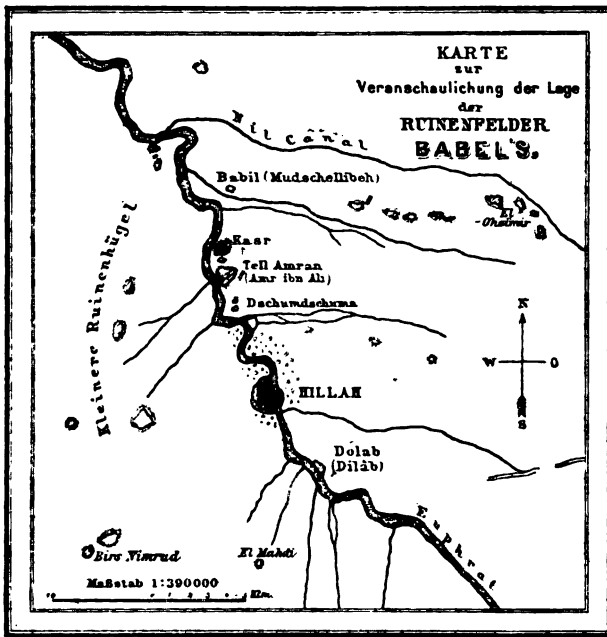 KARTE
zur
Veranschaulichung der Lage
der
RUINENFELDER
BABEL'S.
Nil Canal
Babil (Mudschellibeh)
El
Oheimir
Kasr
Tell Amran
(Amr ibn Ali)
Dschumdschuma
Kleinere Ruinenhügel
N
W O
S
HILLAH
Dolab
(Dilâb)
Euphrat
Birs Nimrud
El Mahdi
Maßstab 1:390000